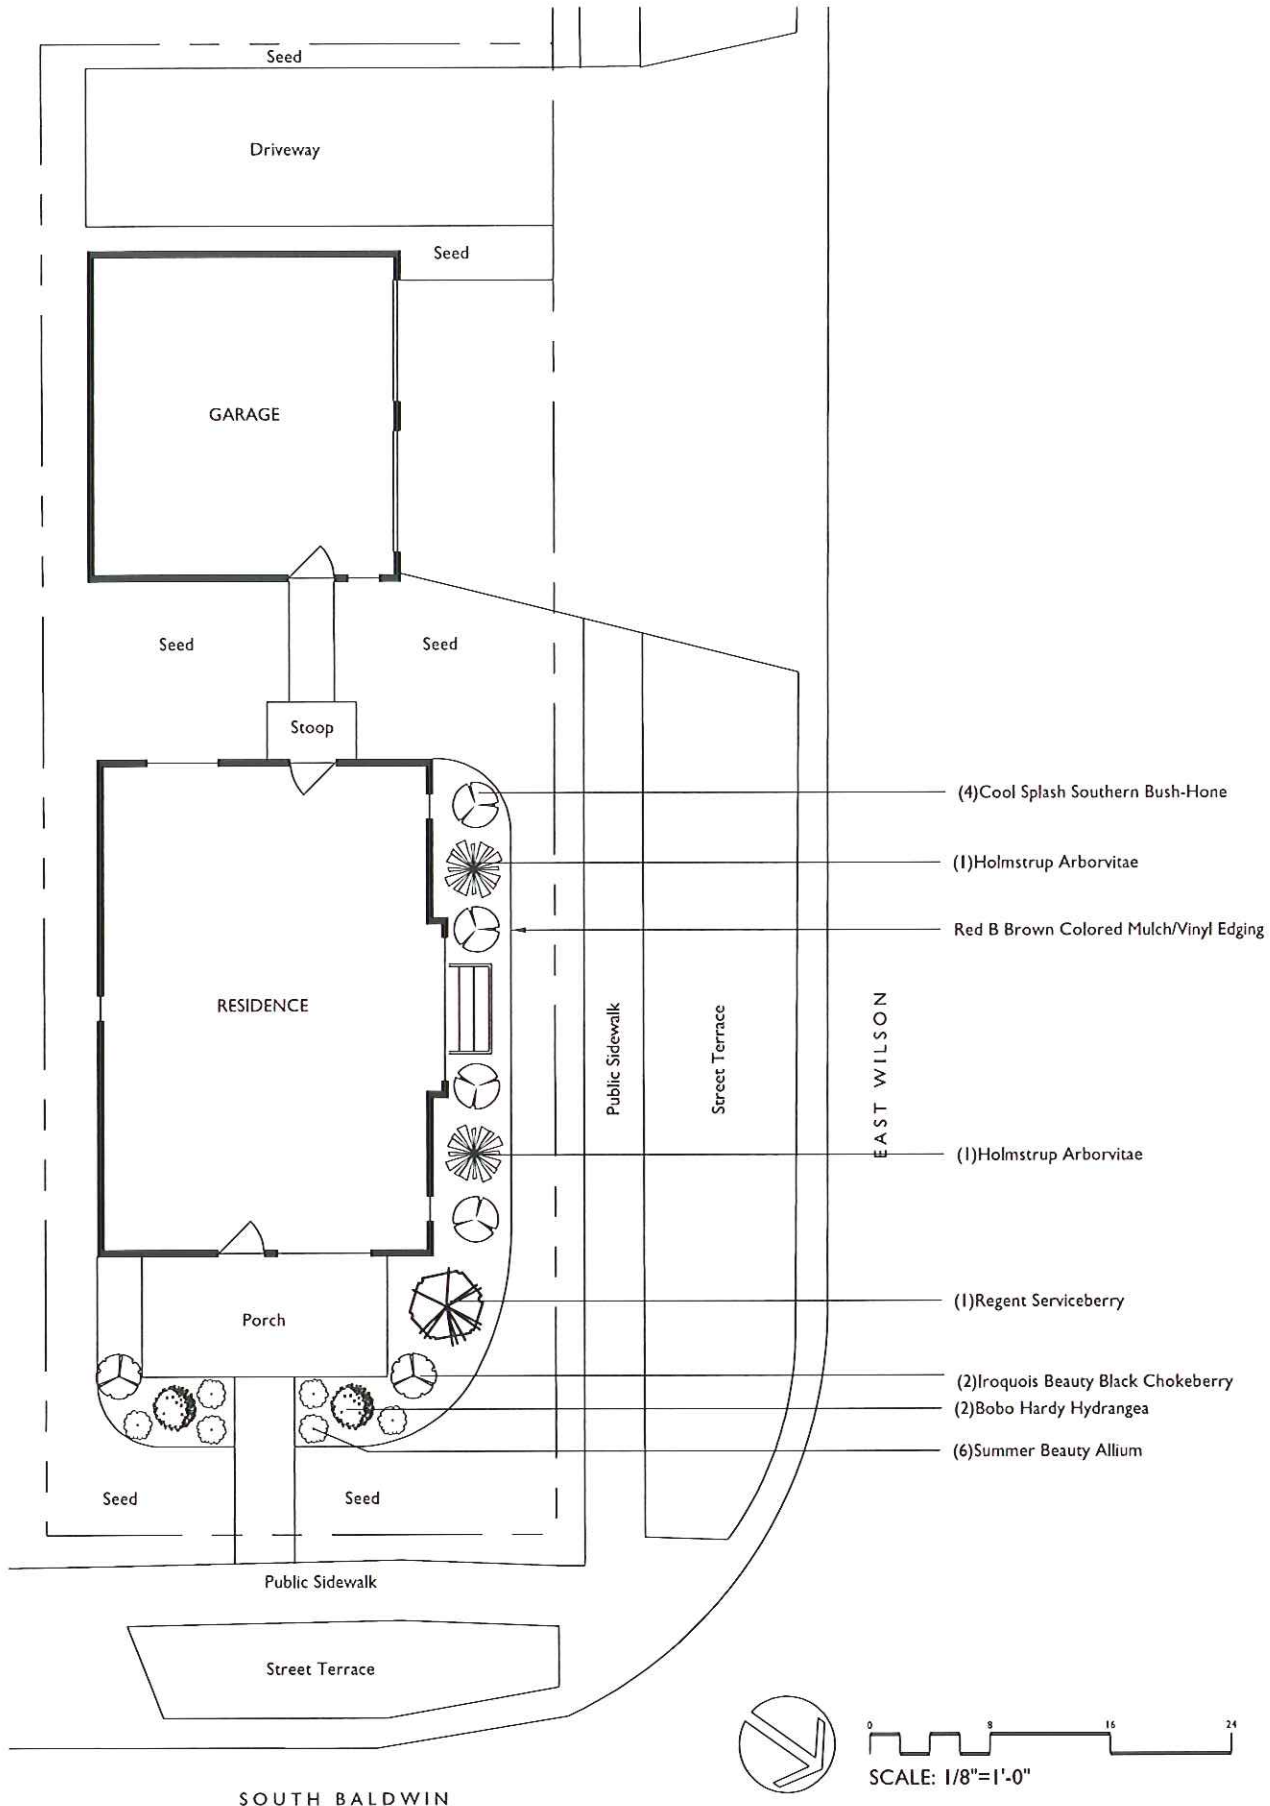 Seed
Driveway
Seed
GARAGE
Seed
Seed
Stoop
(4)Cool Splash Southern Bush-Hone
(1)Holmstrup Arborvitae
Red B Brown Colored Mulch/Vinyl Edging
RESIDENCE
Public Sidewalk
Street Terrace
EAST WILSON
(1)Holmstrup Arborvitae
(1)Regent Serviceberry
Porch
(2)Iroquois Beauty Black Chokeberry
(2)Bobo Hardy Hydrangea
(6)Summer Beauty Allium
Seed
Seed
Public Sidewalk
Street Terrace
0 8 16 24
SCALE: 1/8"=1'-0"
SOUTH BALDWIN